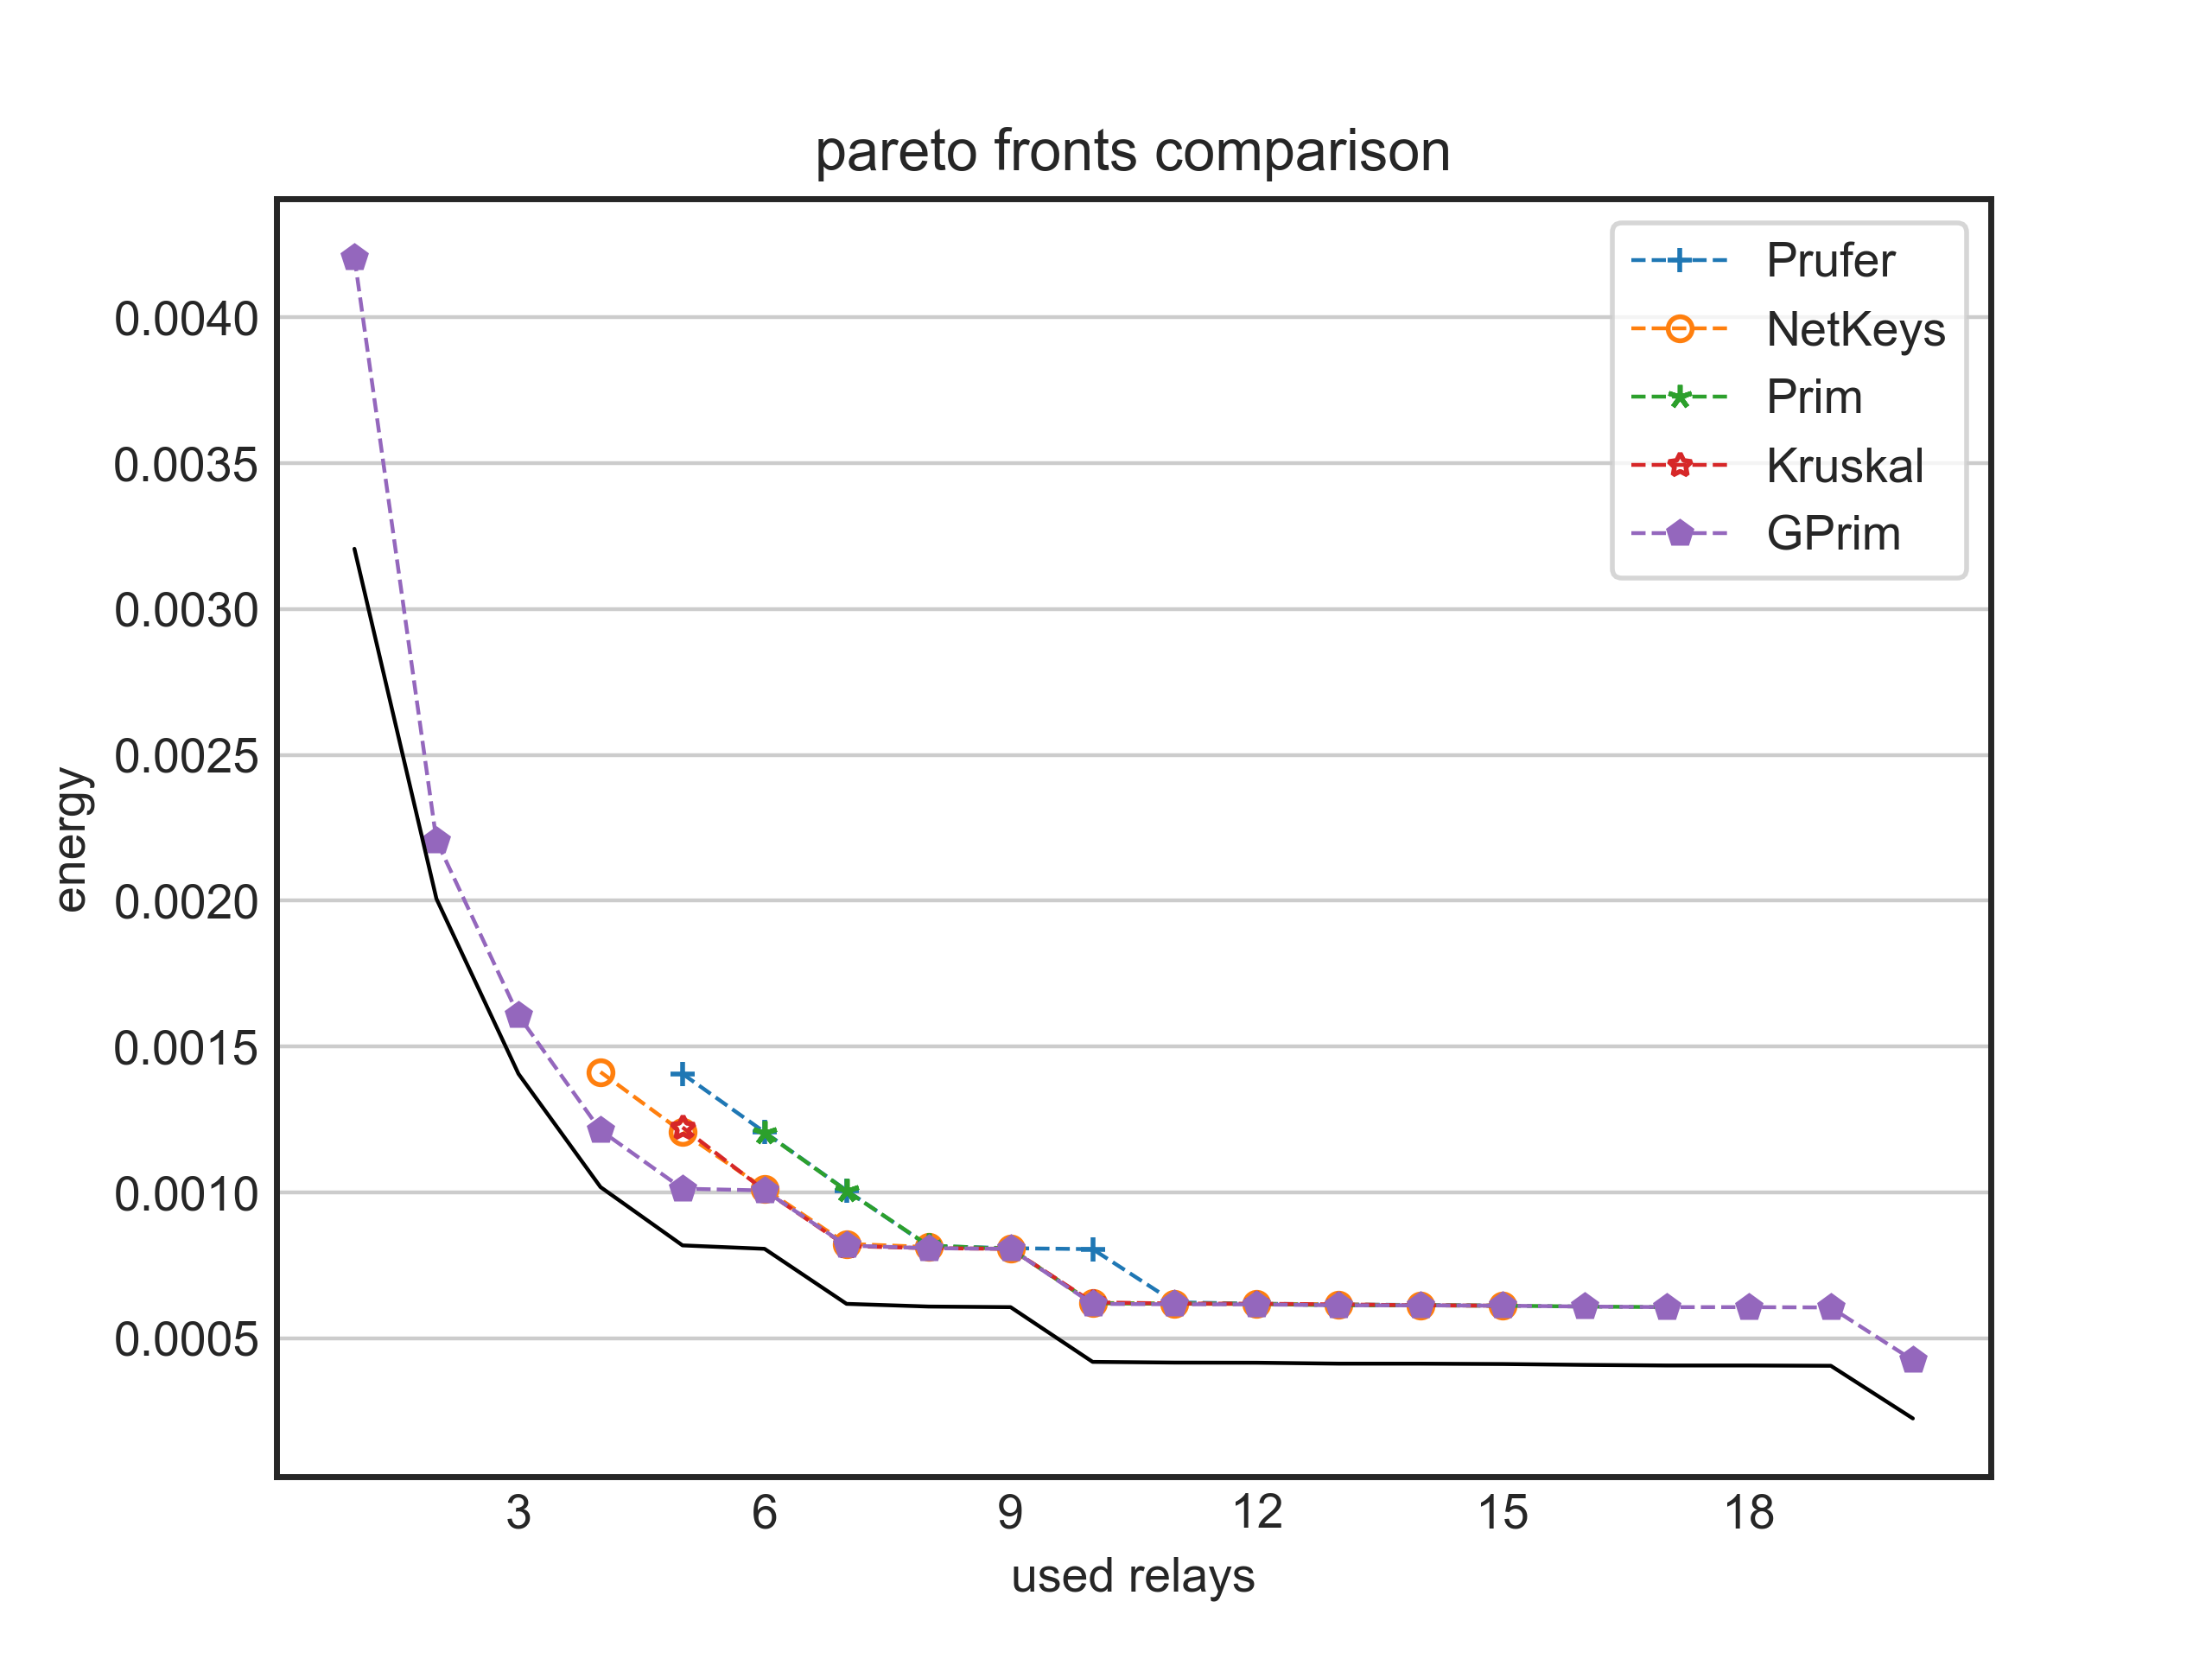 pareto fronts comparison
Prufer
NetKeys
Prim
Kruskal
GPrim
energy
0.0040
0.0035
0.0030
0.0025
0.0020
0.0015
0.0010
0.0005
3 6 9 12 15 18
used relays